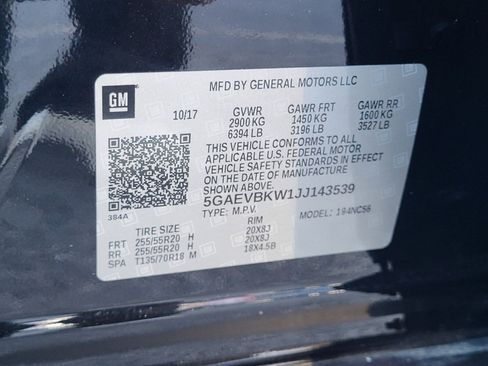 MFD BY GENERAL MOTORS LLC
GM
10/17 GVWR GAWR FRT GAWR RR
2900 KG 1450 KG 1600 KG
6394 LB 3196 LB 3527 LB
THIS VEHICLE CONFORMS TO ALL
APPLICABLE U.S. FEDERAL MOTOR
VEHICLE SAFETY STANDARDS IN EFFECT
ON THE DATE OF MANUFACTURE
SHOWN ABOVE.
384A
5GAEVBKW1JJ143539
TYPE: M.P.V. MODEL: 194NCS6
TIRE SIZE RIM
FRT 255/55R20 H 20X8J
RR 255/55R20 H 20X8J
SPA T135/70R18 M 18X4.5B